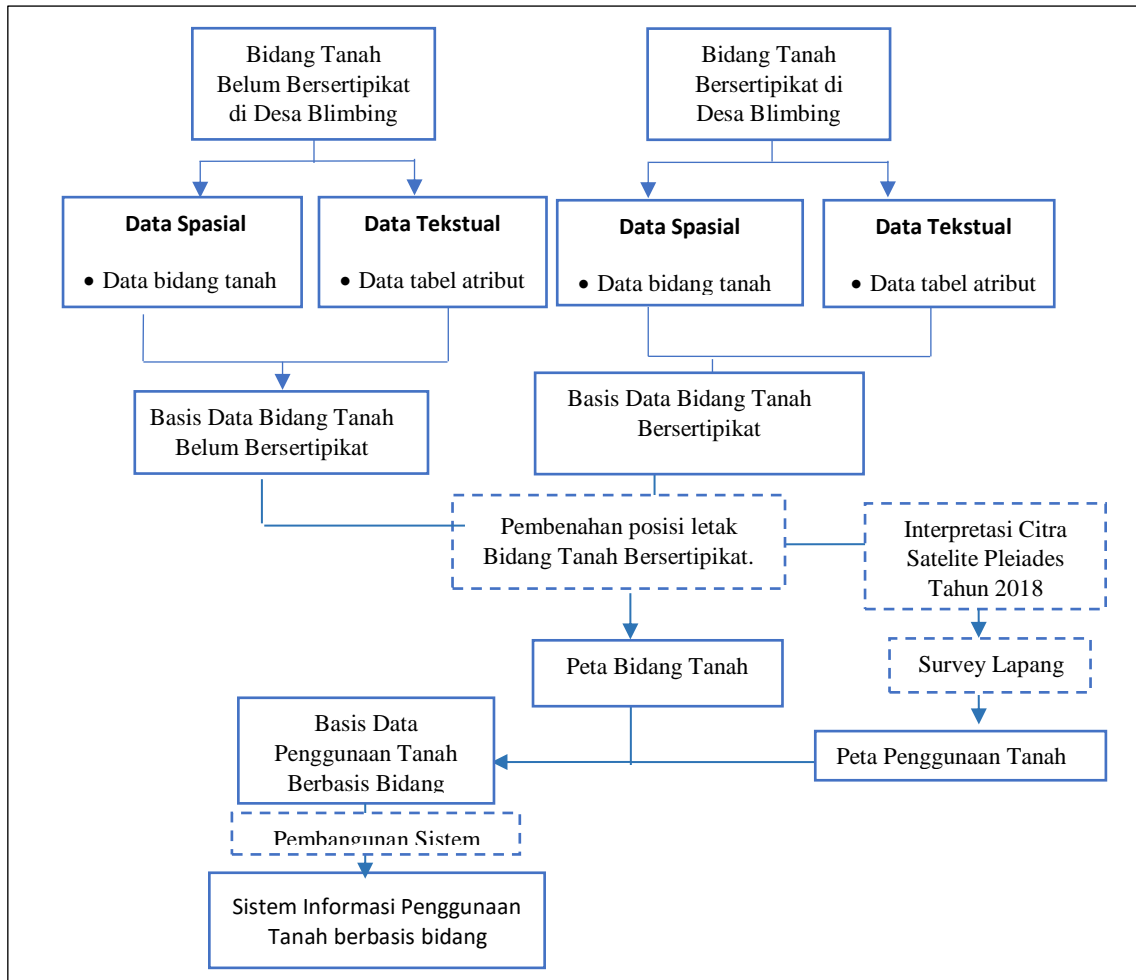 Bidang Tanah
Belum Bersertipikat
di Desa Blimbing
Bidang Tanah
Bersertipikat di
Desa Blimbing
Data Spasial
• Data bidang tanah
Data Tekstual
• Data tabel atribut
Data Spasial
• Data bidang tanah
Data Tekstual
• Data tabel atribut
Basis Data Bidang Tanah
Belum Bersertipikat
Basis Data Bidang Tanah
Bersertipikat
Pembenahan posisi letak
Bidang Tanah Bersertipikat.
Interpretasi Citra
Satelite Pleiades
Tahun 2018
Survey Lapang
Peta Bidang Tanah
Peta Penggunaan Tanah
Basis Data
Penggunaan Tanah
Berbasis Bidang
Pembangunan Sistem
Sistem Informasi Penggunaan
Tanah berbasis bidang